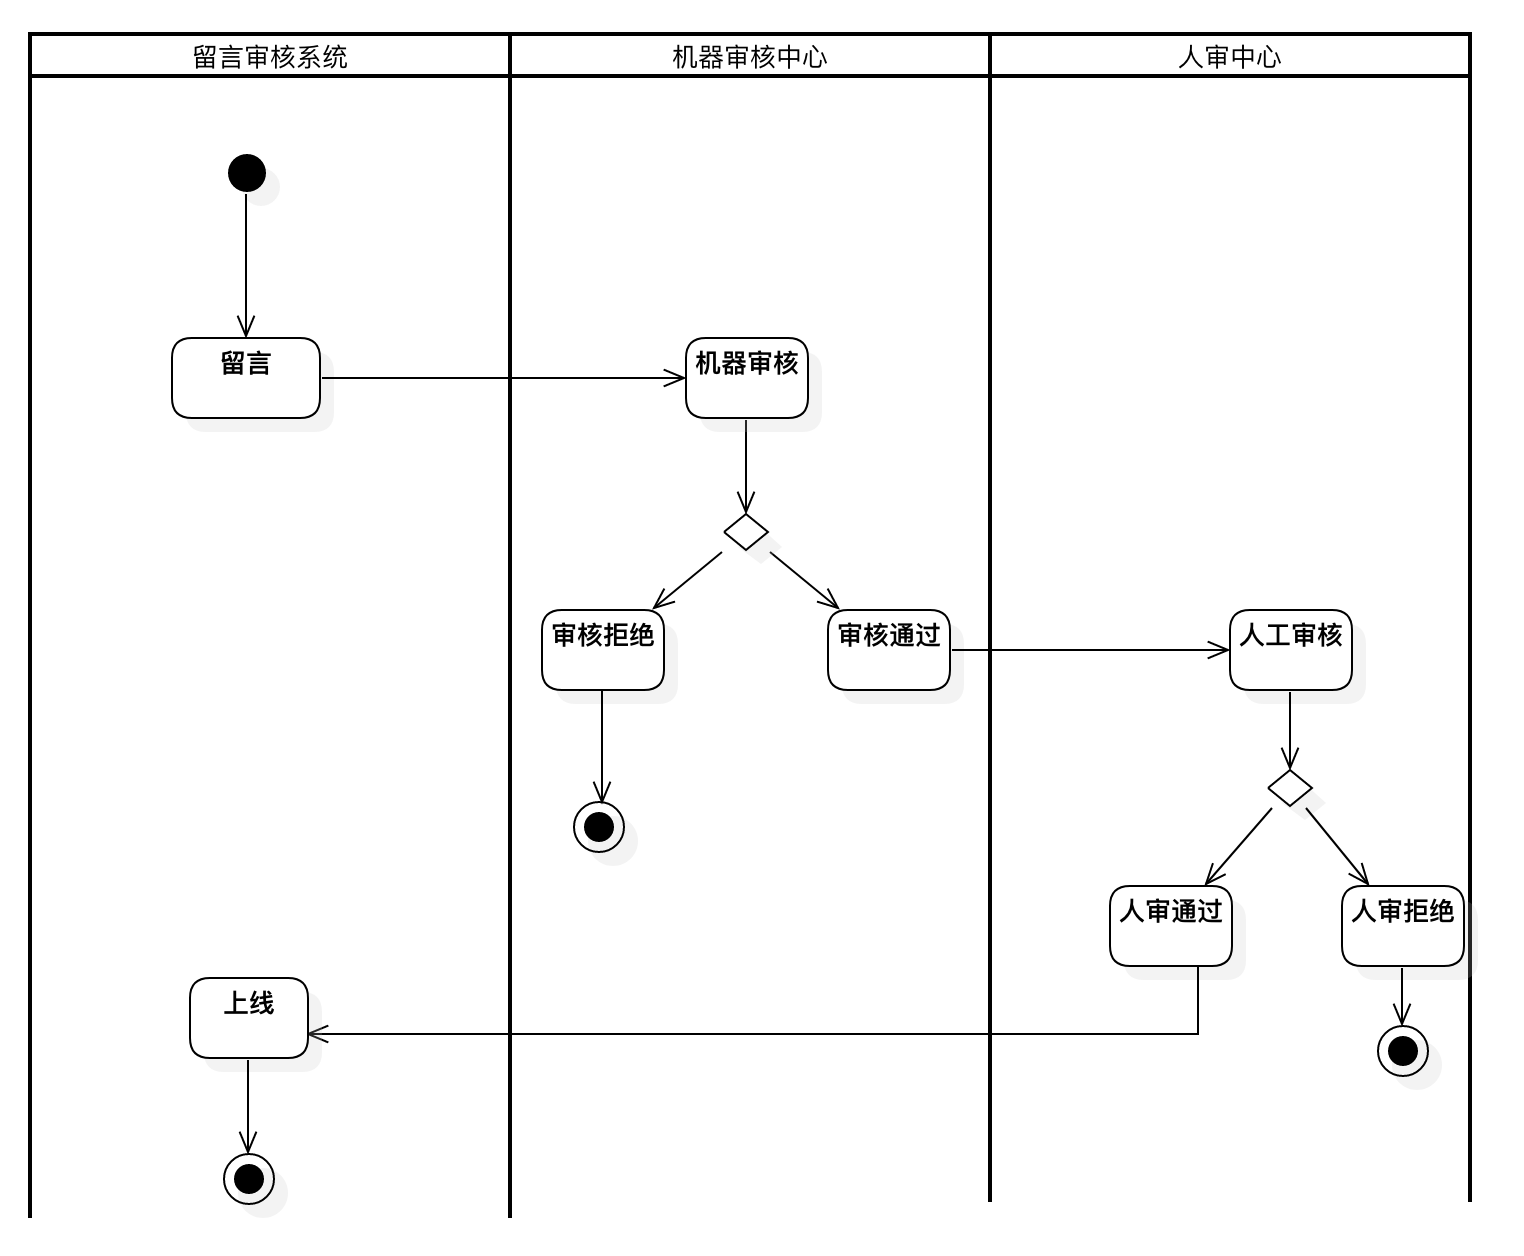 留言审核系统
机器审核中心
人审中心
留言
机器审核
审核拒绝
审核通过
人工审核
人审通过
人审拒绝
上线